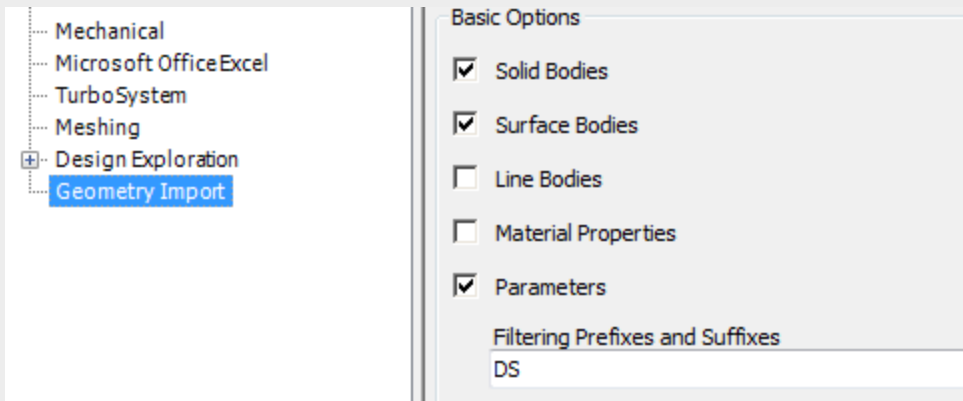 Mechanical
Microsoft Office Excel
TurboSystem
Meshing
Design Exploration
Geometry Import
Basic Options
Solid Bodies
Surface Bodies
Line Bodies
Material Properties
Parameters
Filtering Prefixes and Suffixes
DS